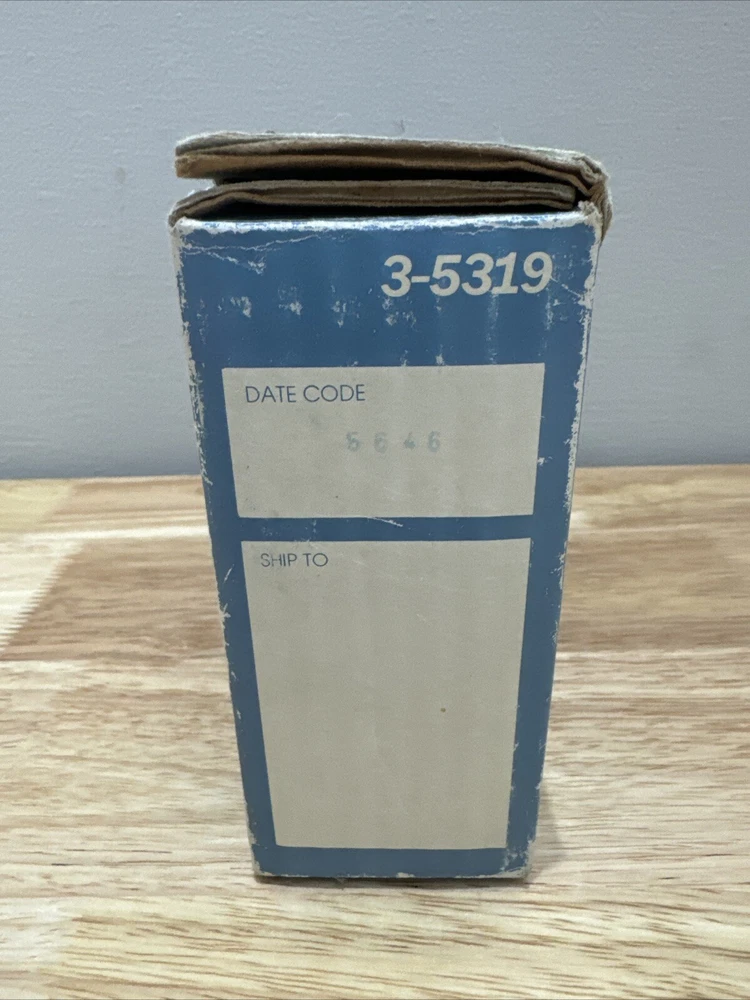 3-5319
DATE CODE
5646
SHIP TO